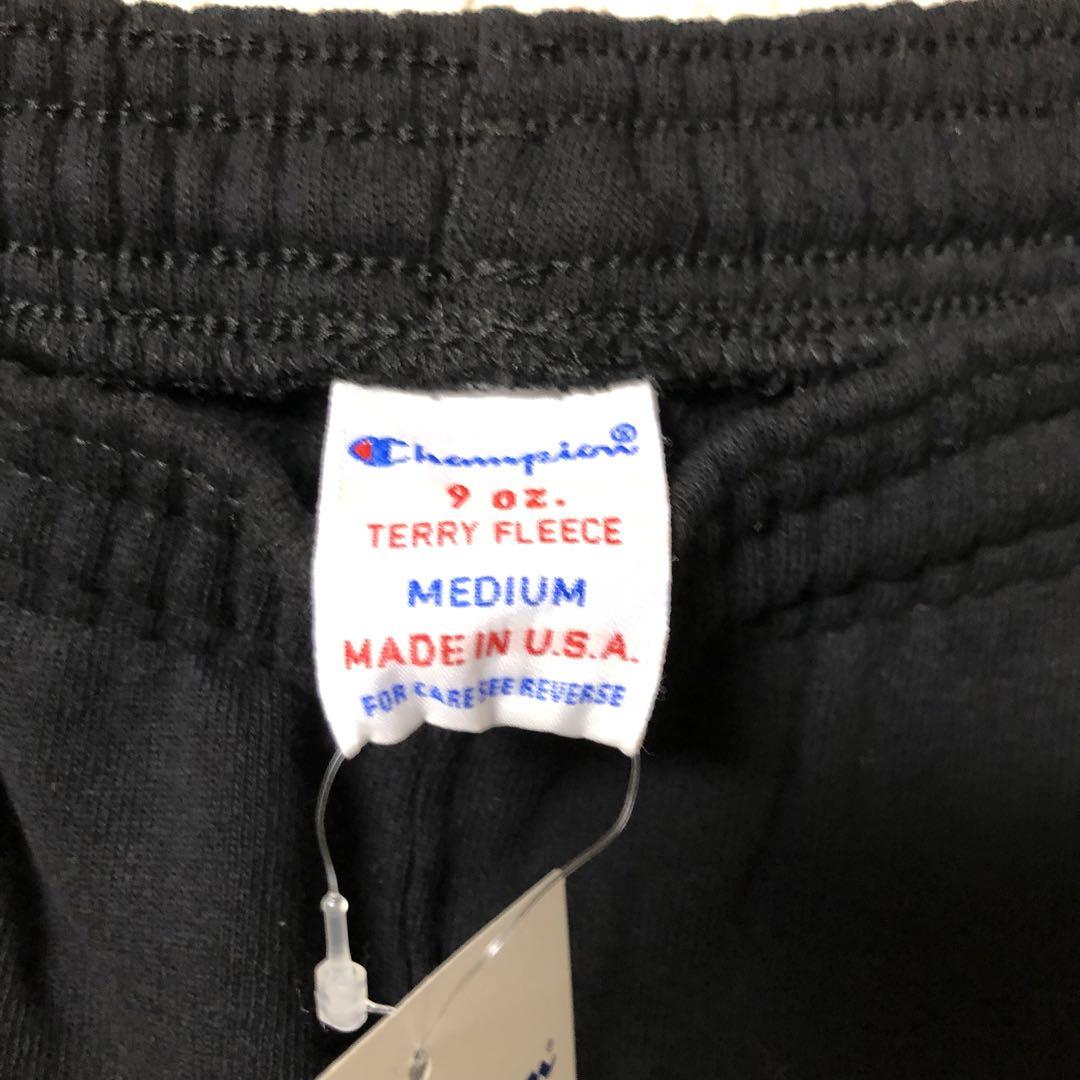 Champion®
9 oz.
TERRY FLEECE
MEDIUM
MADE IN U.S.A.
FOR CARE SEE REVERSE